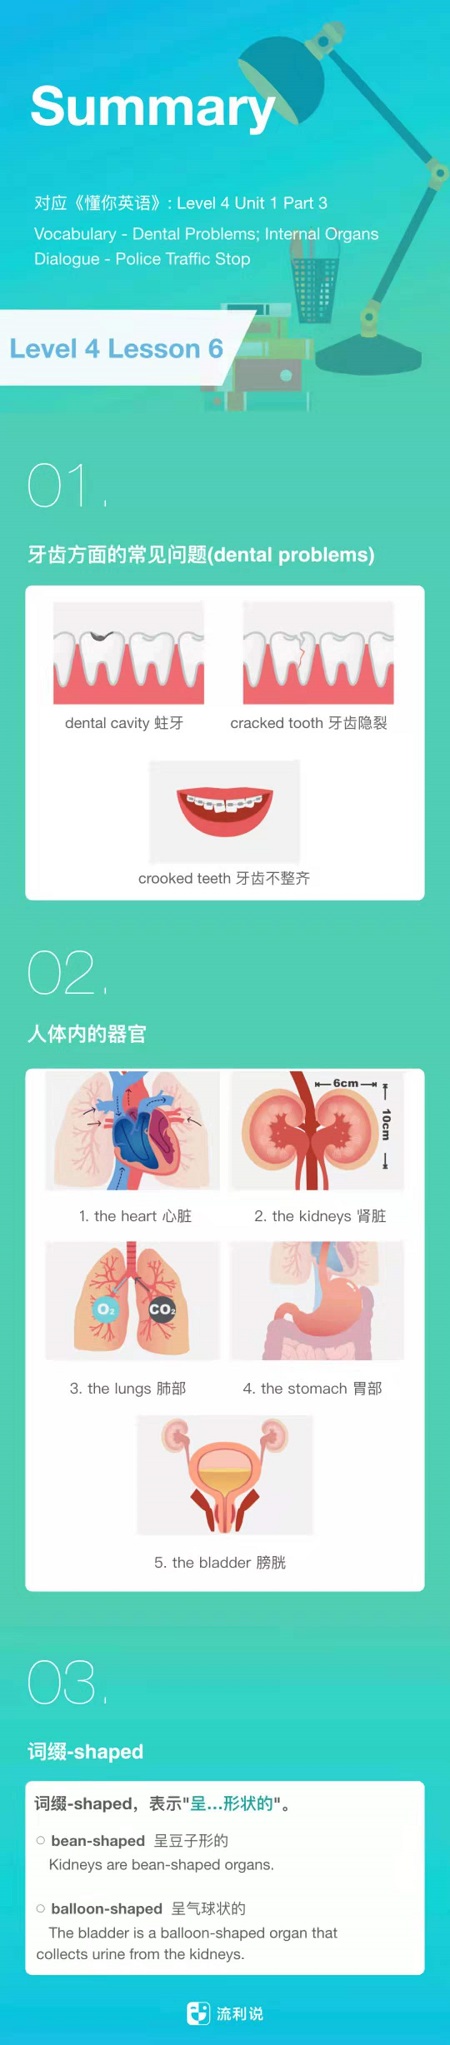 Summary
对应《懂你英语》: Level 4 Unit 1 Part 3
Vocabulary - Dental Problems; Internal Organs
Dialogue - Police Traffic Stop
Level 4 Lesson 6
01.
牙齿方面的常见问题(dental problems)
dental cavity 蛀牙
cracked tooth 牙齿隐裂
crooked teeth 牙齿不整齐
02.
人体内的器官
6cm
10cm
1. the heart 心脏
2. the kidneys 肾脏
O₂
CO₂
3. the lungs 肺部
4. the stomach 胃部
5. the bladder 膀胱
03.
词缀-shaped
词缀-shaped，表示"呈...形状的"。
bean-shaped 呈豆子形的
Kidneys are bean-shaped organs.
balloon-shaped 呈气球状的
The bladder is a balloon-shaped organ that
collects urine from the kidneys.
流利说